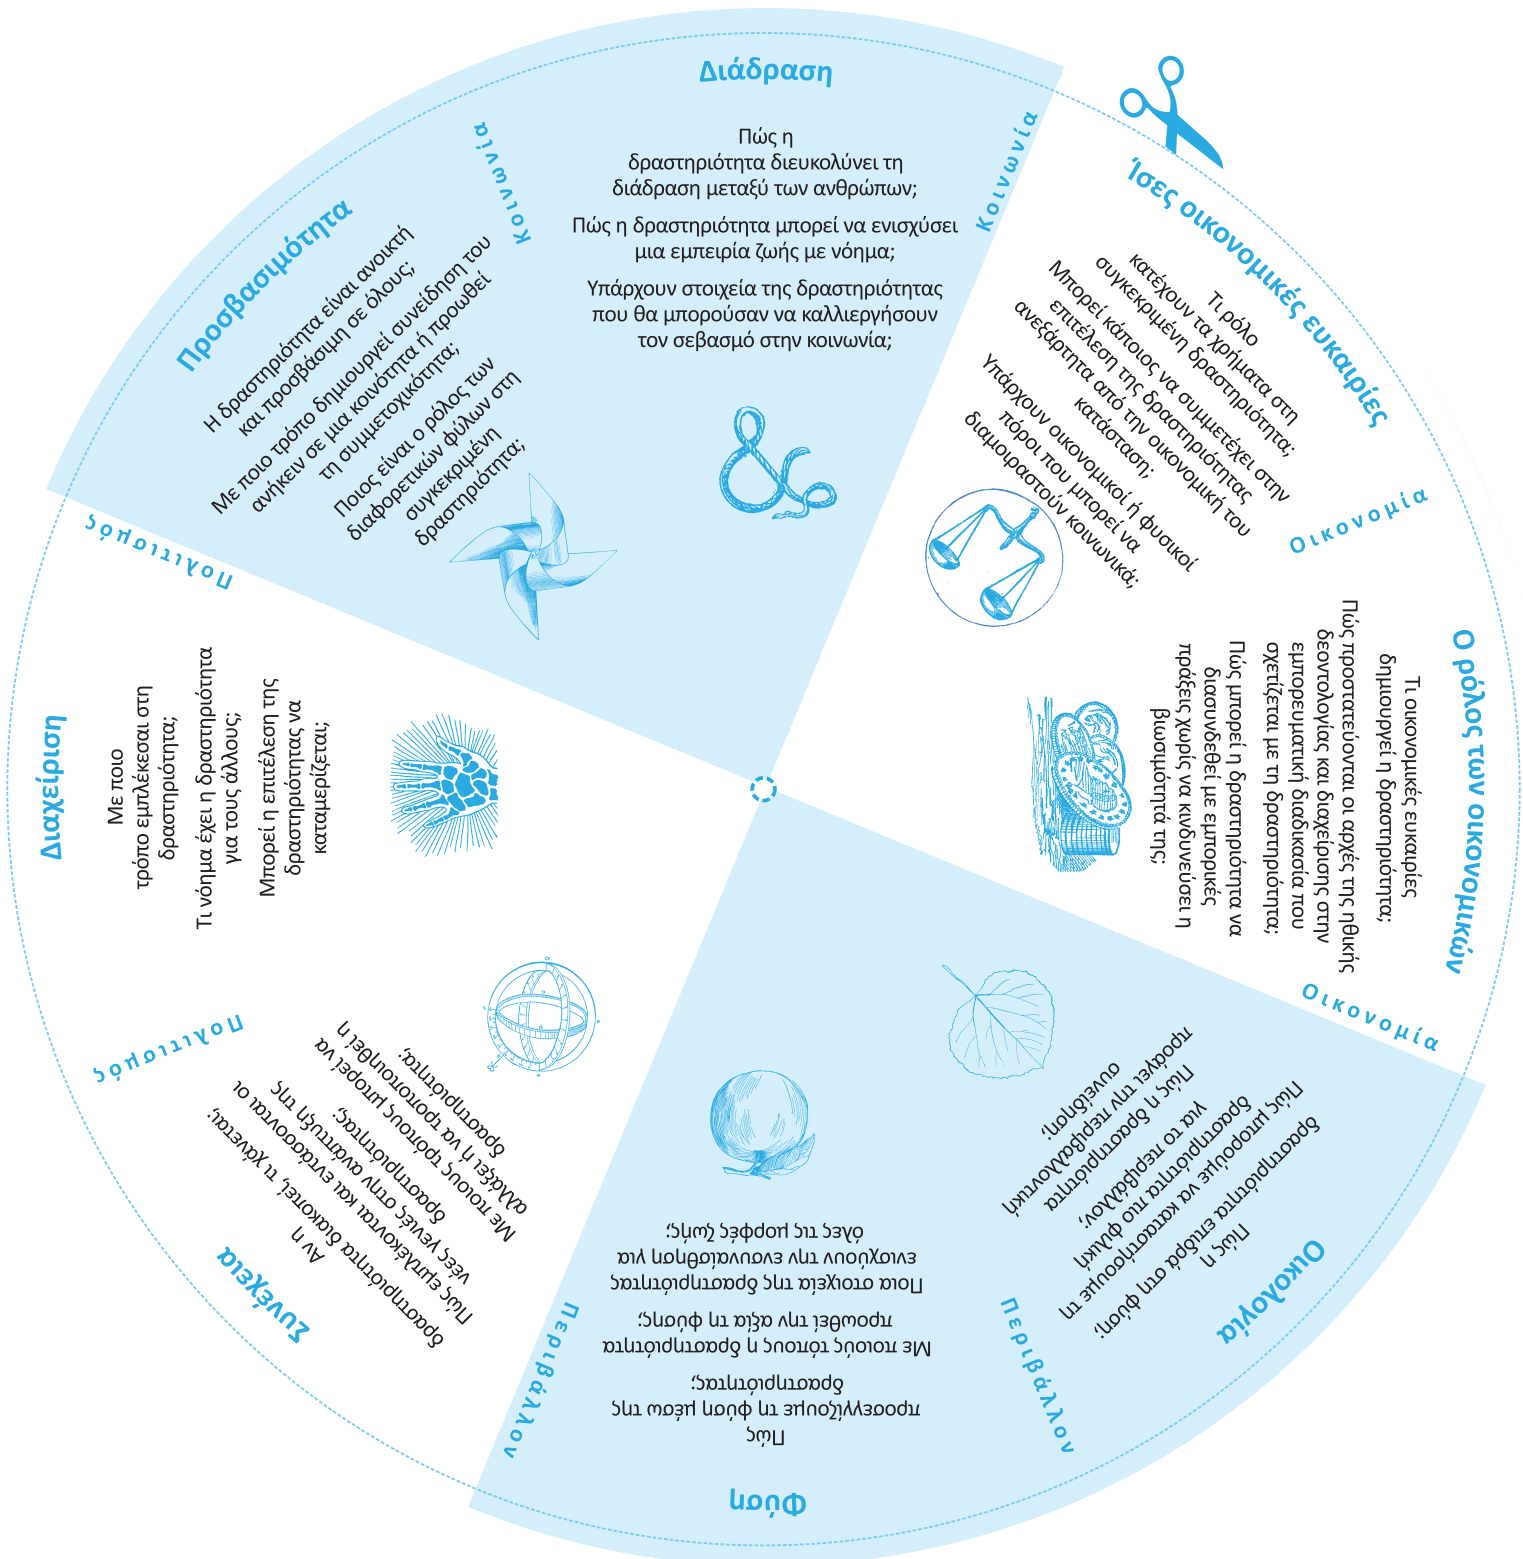 Διάδραση
Πώς η
δραστηριότητα διευκολύνει τη
διάδραση μεταξύ των ανθρώπων;
Πώς η δραστηριότητα μπορεί να ενισχύσει
μια εμπειρία ζωής με νόημα;
Υπάρχουν στοιχεία της δραστηριότητας
που θα μπορούσαν να καλλιεργήσουν
τον σεβασμό στην κοινωνία;
Κοινωνία
Ίσες οικονομικές ευκαιρίες
Τι ρόλο
κατέχουν τα χρήματα στη
συγκεκριμένη δραστηριότητα;
Μπορεί κάποιος να συμμετέχει στην
επιτέλεση της δραστηριότητας
ανεξάρτητα από την οικονομική του
κατάσταση;
Υπάρχουν οικονομικοί ή φυσικοί
πόροι που μπορεί να
διαμοιραστούν κοινωνικά;
Οικονομία
Ο ρόλος των οικονομικών
Τι οικονομικές ευκαιρίες
δημιουργεί η δραστηριότητα;
Πώς προστατεύονται οι αρχές της ηθικής
δεοντολογίας και διαχείρισης στην
εμπορευματική διαδικασία που
σχετίζεται με τη δραστηριότητα;
Πώς μπορεί η δραστηριότητα να
διασυνδεθεί με εμπορικές
πράξεις χωρίς να κινδυνεύσει η
βιωσιμότητά της;
Οικονομία
Οικολογία
Πώς η
δραστηριότητα επιδρά στη φύση;
Πώς μπορούμε να καταστήσουμε τη
δραστηριότητα πιο φιλική
για το περιβάλλον;
Πώς η δραστηριότητα
προάγει την περιβαλλοντική
συνείδηση;
Περιβάλλον
Φύση
Πώς
προσεγγίζουμε τη φύση μέσω της
δραστηριότητας;
Με ποιούς τόπους η δραστηριότητα
προωθεί την αξία τη φύσης;
Ποια στοιχεία της δραστηριότητας
ενισχύουν την ενσυναίσθηση για
όλες τις μορφές ζωής;
Περιβάλλον
Συνέχεια
Αν η
δραστηριότητα διακοπεί, τι χάνεται;
Πώς εμπλέκονται και εντάσσονται οι
νέες γενιές στην ανάπτυξη της
δραστηριότητας;
Με ποιους τρόπους μπορεί να
αλλάξει ή να τροποποιηθεί η
δραστηριότητα;
Πολιτισμός
Διαχείριση
Με ποιο
τρόπο εμπλέκεσαι στη
δραστηριότητα;
Τι νόημα έχει η δραστηριότητα
για τους άλλους;
Μπορεί η επιτέλεση της
δραστηριότητας να
καταμερίζεται;
Πολιτισμός
Προσβασιμότητα
Η δραστηριότητα είναι ανοικτή
και προσβάσιμη σε όλους;
Με ποιο τρόπο δημιουργεί συνείδηση του
ανήκειν σε μια κοινότητα ή προωθεί
τη συμμετοχικότητα;
Ποιος είναι ο ρόλος των
διαφορετικών φύλων στη
συγκεκριμένη
δραστηριότητα;
Κοινωνία